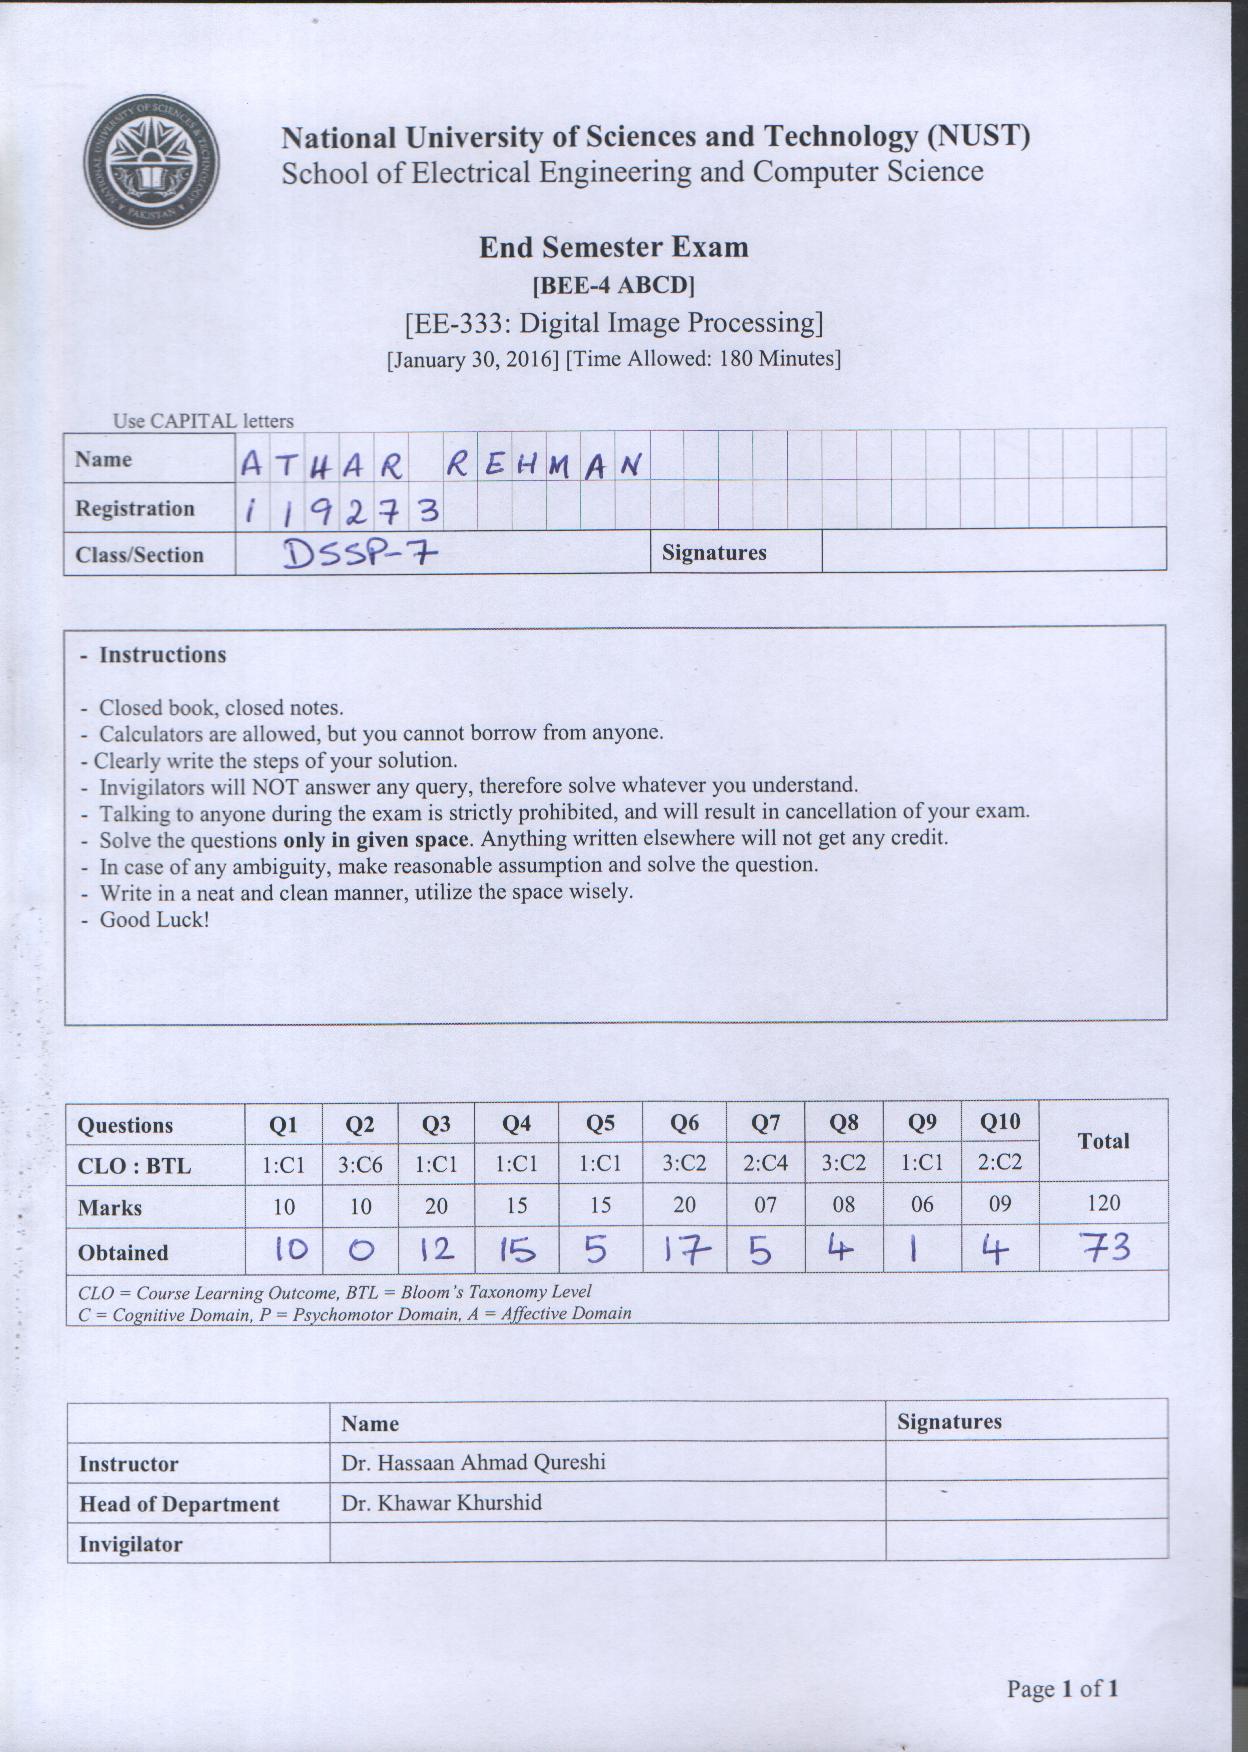 NATIONAL UNIVERSITY OF SCIENCES & TECHNOLOGY
★ PAKISTAN ★
National University of Sciences and Technology (NUST)
School of Electrical Engineering and Computer Science
End Semester Exam
[BEE-4 ABCD]
[EE-333: Digital Image Processing]
[January 30, 2016] [Time Allowed: 180 Minutes]
Use CAPITAL letters
Name ATHAR REHMAN
Registration 119273
Class/Section DSSP-7 Signatures
- Instructions
- Closed book, closed notes.
- Calculators are allowed, but you cannot borrow from anyone.
- Clearly write the steps of your solution.
- Invigilators will NOT answer any query, therefore solve whatever you understand.
- Talking to anyone during the exam is strictly prohibited, and will result in cancellation of your exam.
- Solve the questions only in given space. Anything written elsewhere will not get any credit.
- In case of any ambiguity, make reasonable assumption and solve the question.
- Write in a neat and clean manner, utilize the space wisely.
- Good Luck!
Questions Q1 Q2 Q3 Q4 Q5 Q6 Q7 Q8 Q9 Q10 Total
CLO : BTL 1:C1 3:C6 1:C1 1:C1 1:C1 3:C2 2:C4 3:C2 1:C1 2:C2
Marks 10 10 20 15 15 20 07 08 06 09 120
Obtained 10 0 12 15 5 17 5 4 1 4 73
CLO = Course Learning Outcome, BTL = Bloom's Taxonomy Level
C = Cognitive Domain, P = Psychomotor Domain, A = Affective Domain
Name Signatures
Instructor Dr. Hassaan Ahmad Qureshi
Head of Department Dr. Khawar Khurshid
Invigilator
Page 1 of 1